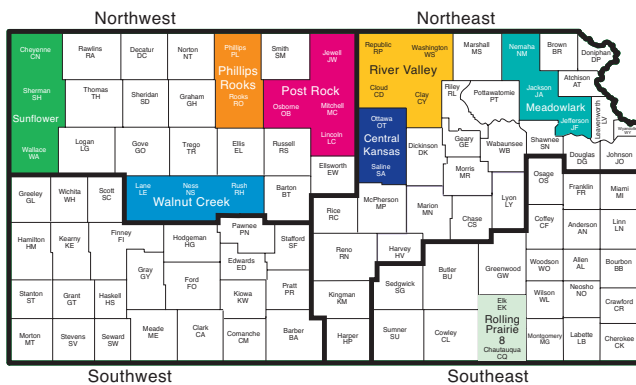 Northwest
Northeast
Cheyenne
CN
Rawlins
RA
Decatur
DC
Norton
NT
Phillips
PL
Smith
SM
Jewell
JW
Republic
RP
Washington
WS
Marshall
MS
Nemaha
NM
Brown
BR
Doniphan
DP
Sherman
SH
Thomas
TH
Sheridan
SD
Graham
GH
Phillips
Rooks
Rooks
RO
Post Rock
Osborne
OB
Mitchell
MC
River Valley
Cloud
CD
Clay
CY
Riley
RL
Pottawatomie
PT
Jackson
JA
Atchison
AT
Meadowlark
Jefferson
JF
Leavenworth
LV
Wyandotte
WY
Sunflower
Wallace
WA
Logan
LG
Gove
GO
Trego
TR
Ellis
EL
Russell
RS
Lincoln
LC
Ottawa
OT
Central
Kansas
Saline
SA
Dickinson
DK
Geary
GE
Wabaunsee
WB
Shawnee
SN
Douglas
DG
Johnson
JO
Ellsworth
EW
Morris
MR
Osage
OS
Franklin
FR
Miami
MI
Greeley
GL
Wichita
WH
Scott
SC
Lane
LE
Ness
NS
Rush
RH
Walnut Creek
Barton
BT
Rice
RC
McPherson
MP
Marion
MN
Chase
CS
Lyon
LY
Coffey
CF
Anderson
AN
Linn
LN
Hamilton
HM
Kearny
KE
Finney
FI
Hodgeman
HG
Pawnee
PN
Stafford
SF
Edwards
ED
Reno
RN
Harvey
HV
Gray
GY
Ford
FO
Kiowa
KW
Pratt
PR
Kingman
KM
Sedgwick
SG
Butler
BU
Greenwood
GW
Woodson
WO
Allen
AL
Bourbon
BB
Stanton
ST
Grant
GT
Haskell
HS
Elk
EK
Wilson
WL
Neosho
NO
Crawford
CR
Morton
MT
Stevens
SV
Seward
SW
Meade
ME
Clark
CA
Comanche
CM
Barber
BA
Harper
HP
Sumner
SU
Cowley
CL
Rolling
Prairie
8
Chautauqua
CQ
Montgomery
MG
Labette
LB
Cherokee
CK
Southwest
Southeast